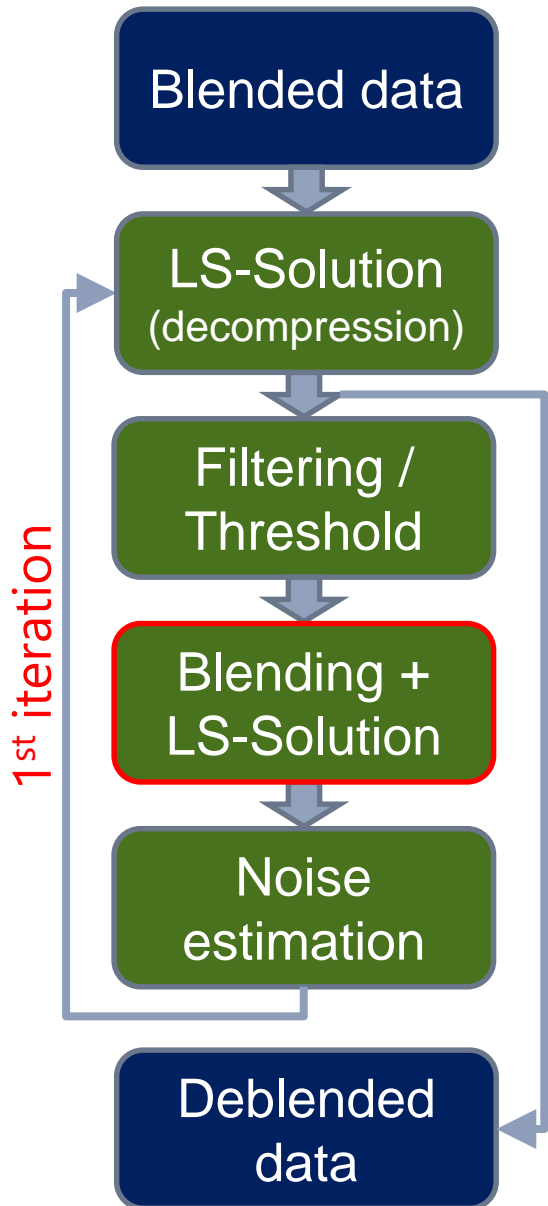 Blended data
LS-Solution
(decompression)
Filtering /
Threshold
1st iteration
Blending +
LS-Solution
Noise
estimation
Deblended
data